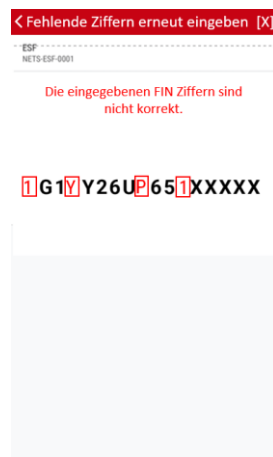 < Fehlende Ziffern erneut eingeben [X]
ESF
NETS-ESF-0001
Die eingegebenen FIN Ziffern sind
nicht korrekt.
1G1YY26UP651XXXXX